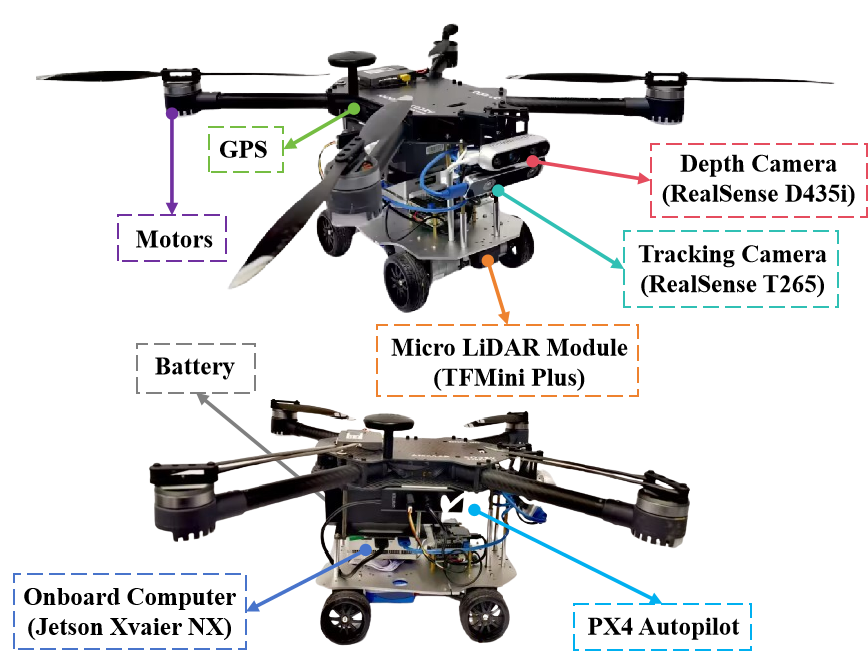 GPS
Motors
Depth Camera
(RealSense D435i)
Tracking Camera
(RealSense T265)
Micro LiDAR Module
(TFMini Plus)
Battery
Onboard Computer
(Jetson Xvaier NX)
PX4 Autopilot